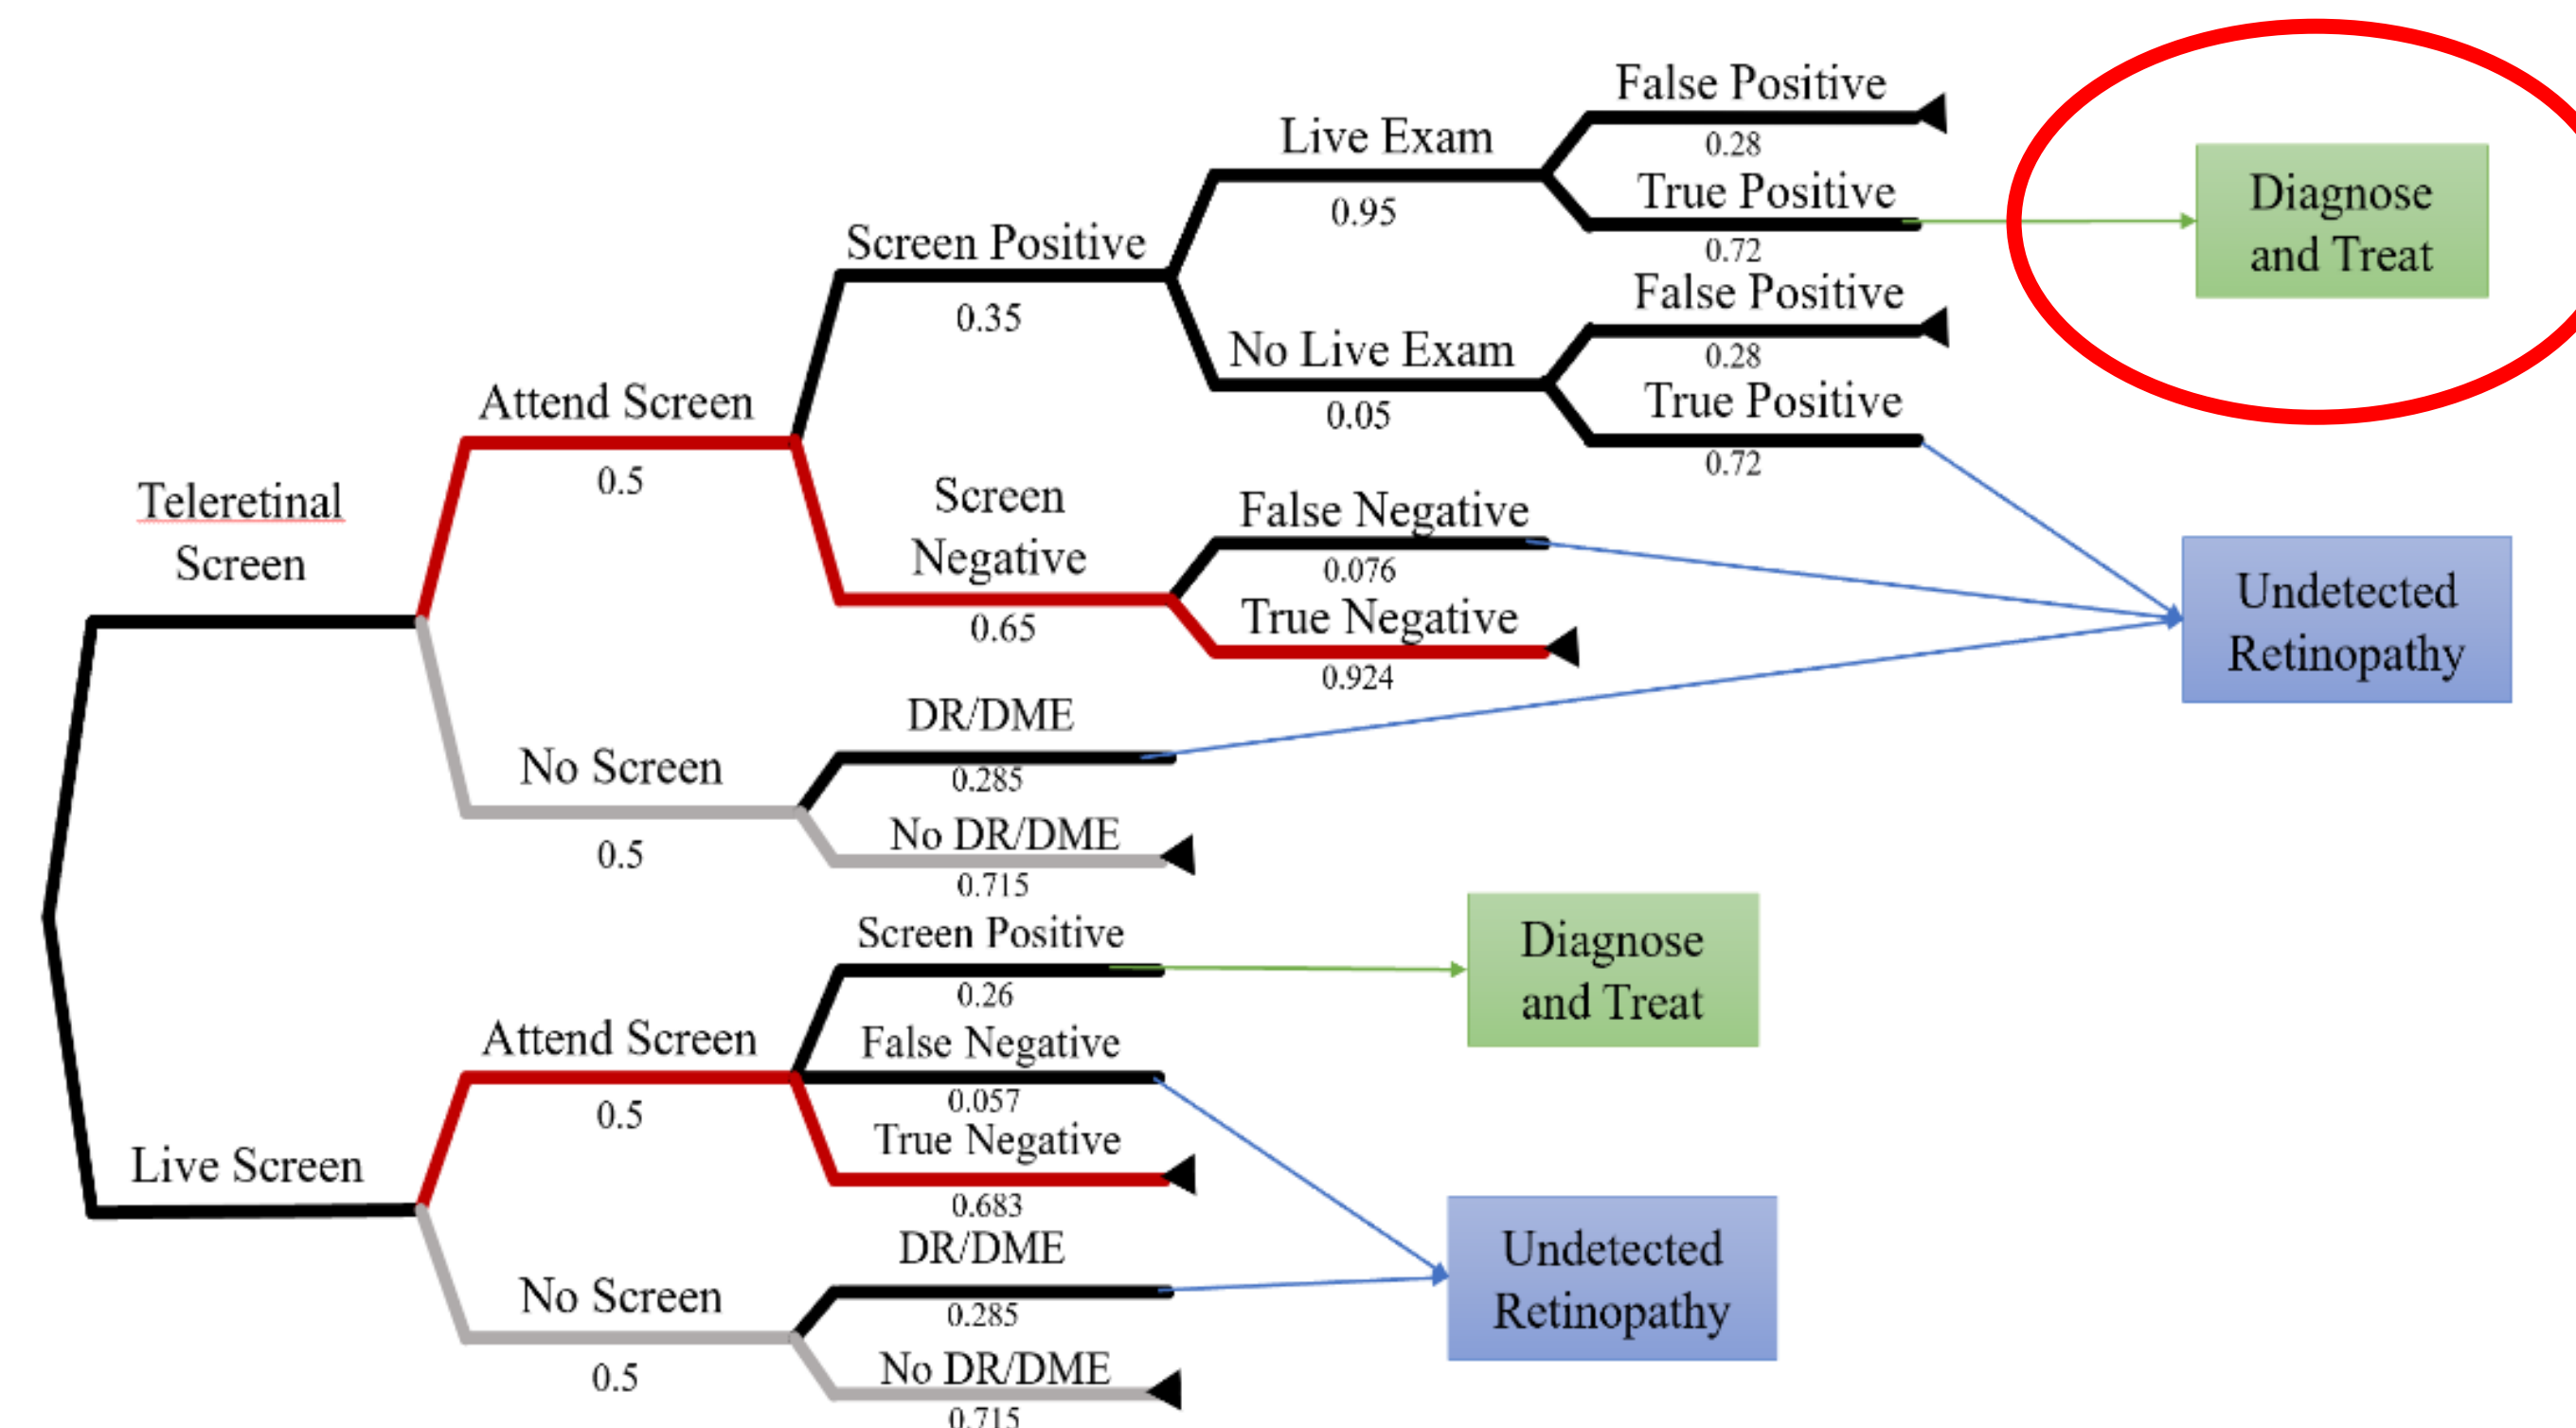 False Positive
0.28
Live Exam
0.95
True Positive
0.72
Diagnose
and Treat
Screen Positive
0.35
False Positive
0.28
No Live Exam
0.05
True Positive
0.72
Attend Screen
0.5
Teleretinal
Screen
Screen
Negative
0.65
False Negative
0.076
True Negative
0.924
Undetected
Retinopathy
No Screen
0.5
DR/DME
0.285
No DR/DME
0.715
Screen Positive
0.26
Diagnose
and Treat
Attend Screen
0.5
False Negative
0.057
True Negative
0.683
Live Screen
Undetected
Retinopathy
No Screen
0.5
DR/DME
0.285
No DR/DME
0.715